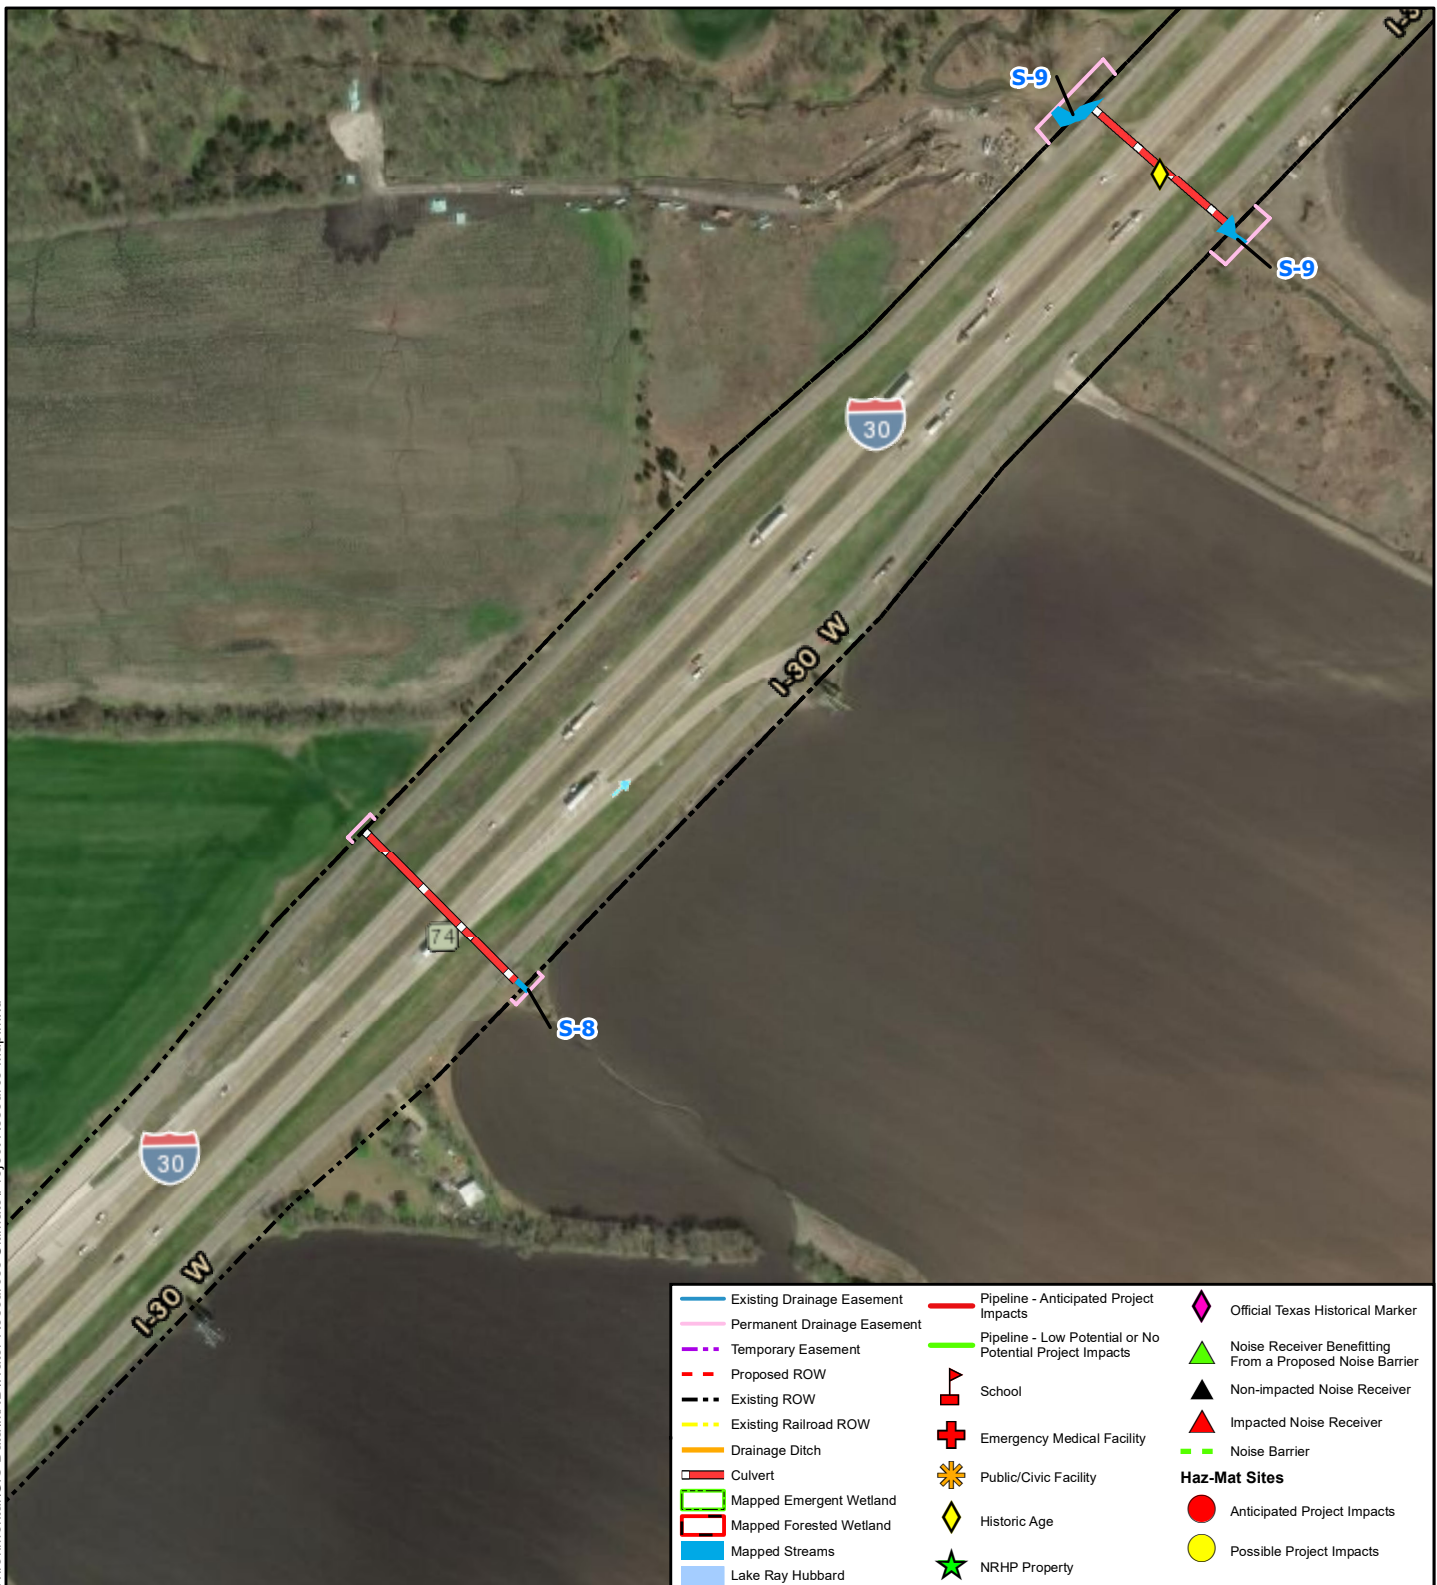 I-3
S-9
S-9
30
I-30 W
74
S-8
30
I-30 W
Existing Drainage Easement
Permanent Drainage Easement
Temporary Easement
Proposed ROW
Existing ROW
Existing Railroad ROW
Drainage Ditch
Culvert
Mapped Emergent Wetland
Mapped Forested Wetland
Mapped Streams
Lake Ray Hubbard
Pipeline - Anticipated Project
Impacts
Pipeline - Low Potential or No
Potential Project Impacts
School
Emergency Medical Facility
Public/Civic Facility
Historic Age
NRHP Property
Official Texas Historical Marker
Noise Receiver Benefitting
From a Proposed Noise Barrier
Non-impacted Noise Receiver
Impacted Noise Receiver
Noise Barrier
Haz-Mat Sites
Anticipated Project Impacts
Possible Project Impacts